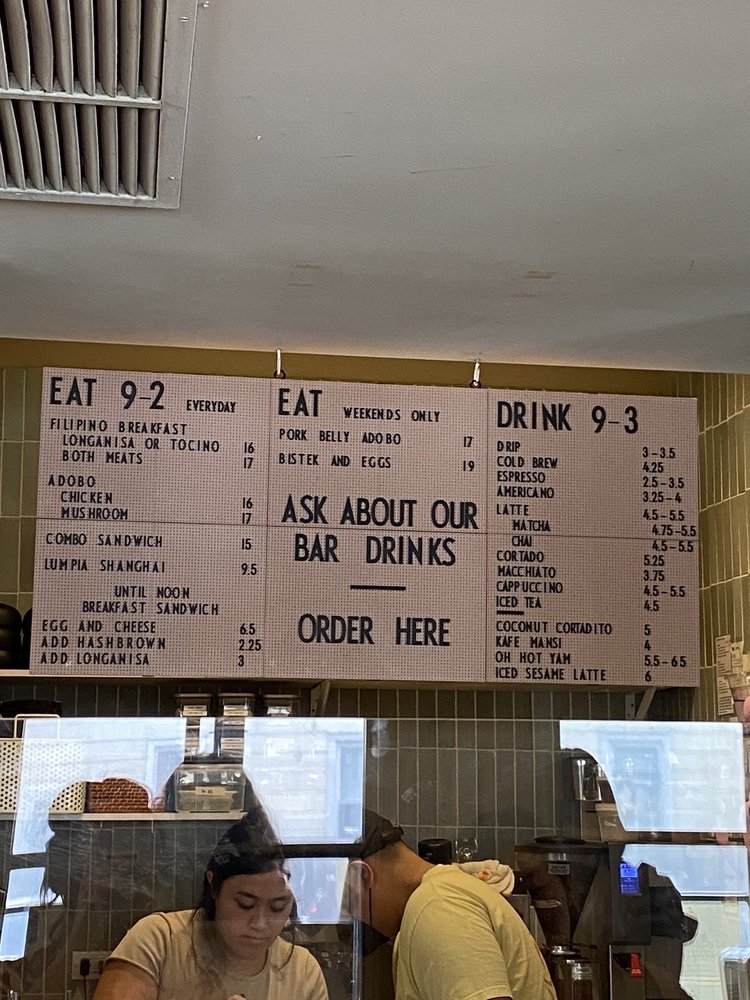 EAT 9-2 EVERYDAY
FILIPINO BREAKFAST
LONGANISA OR TOCINO 16
BOTH MEATS 17
ADOBO
CHICKEN 16
MUSHROOM 17
COMBO SANDWICH 15
LUMPIA SHANGHAI 9.5
UNTIL NOON
BREAKFAST SANDWICH
EGG AND CHEESE 6.5
ADD HASHBROWN 2.25
ADD LONGANISA 3
EAT WEEKENDS ONLY
PORK BELLY ADOBO 17
BISTEK AND EGGS 19
ASK ABOUT OUR
BAR DRINKS
ORDER HERE
DRINK 9-3
DRIP 3-3.5
COLD BREW 4.25
ESPRESSO 2.5-3.5
AMERICANO 3.25-4
LATTE 4.5-5.5
MATCHA 4.75-5.5
CHAI 4.5-5.5
CORTADO 5.25
MACCHIATO 3.75
CAPPUCCINO 4.5-5.5
ICED TEA 4.5
COCONUT CORTADITO 5
KAFE MANSI 4
OH HOT YAM 5.5-6.5
ICED SESAME LATTE 6